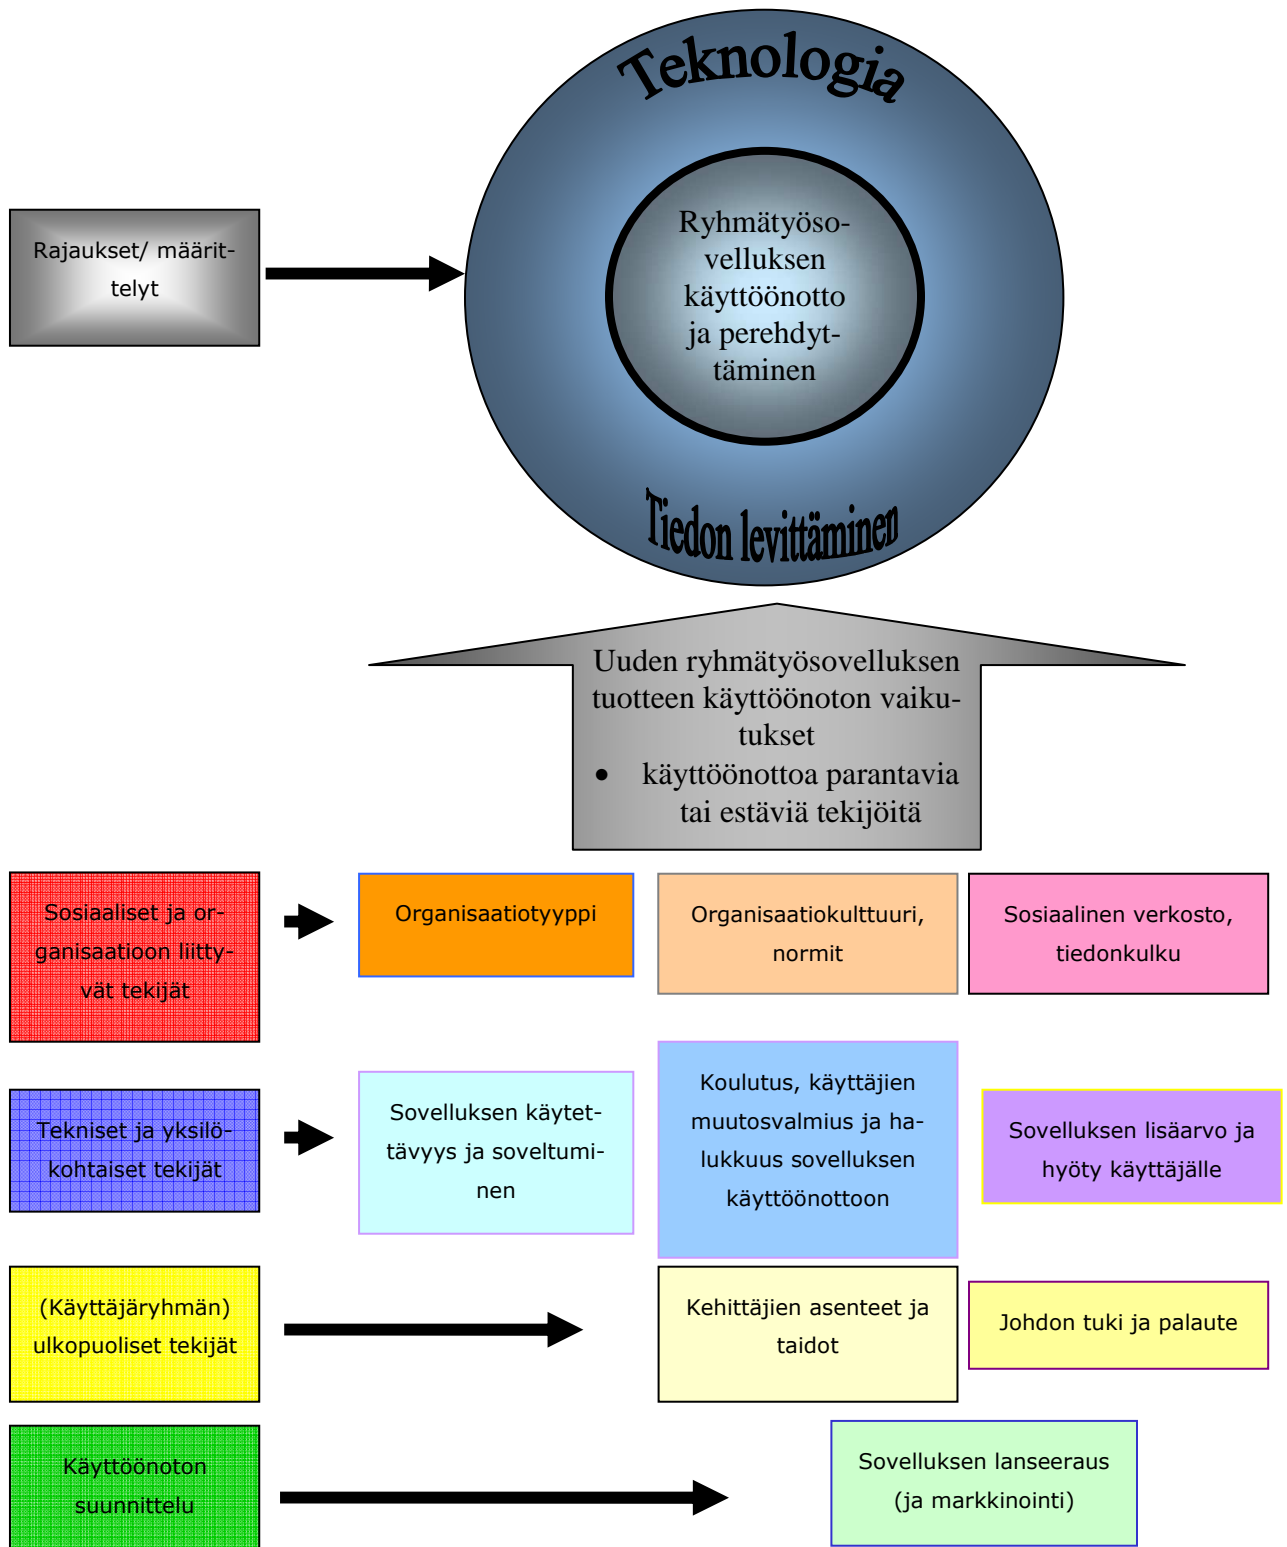 Teknologia
Rajaukset/ määrit-
telyt
Ryhmätyöso-
velluksen
käyttöönotto
ja perehdyt-
täminen
Tiedon levittäminen
Uuden ryhmätyösovelluksen
tuotteen käyttöönoton vaiku-
tukset
• käyttöönottoa parantavia
tai estäviä tekijöitä
Sosiaaliset ja or-
ganisaatioon liitty-
vät tekijät
Organisaatiotyyppi
Organisaatiokulttuuri,
normit
Sosiaalinen verkosto,
tiedonkulku
Tekniset ja yksilö-
kohtaiset tekijät
Sovelluksen käytet-
tävyys ja soveltumi-
nen
Koulutus, käyttäjien
muutosvalmius ja ha-
lukkuus sovelluksen
käyttöönottoon
Sovelluksen lisäarvo ja
hyöty käyttäjälle
(Käyttäjäryhmän)
ulkopuoliset tekijät
Kehittäjien asenteet ja
taidot
Johdon tuki ja palaute
Käyttöönoton
suunnittelu
Sovelluksen lanseeraus
(ja markkinointi)